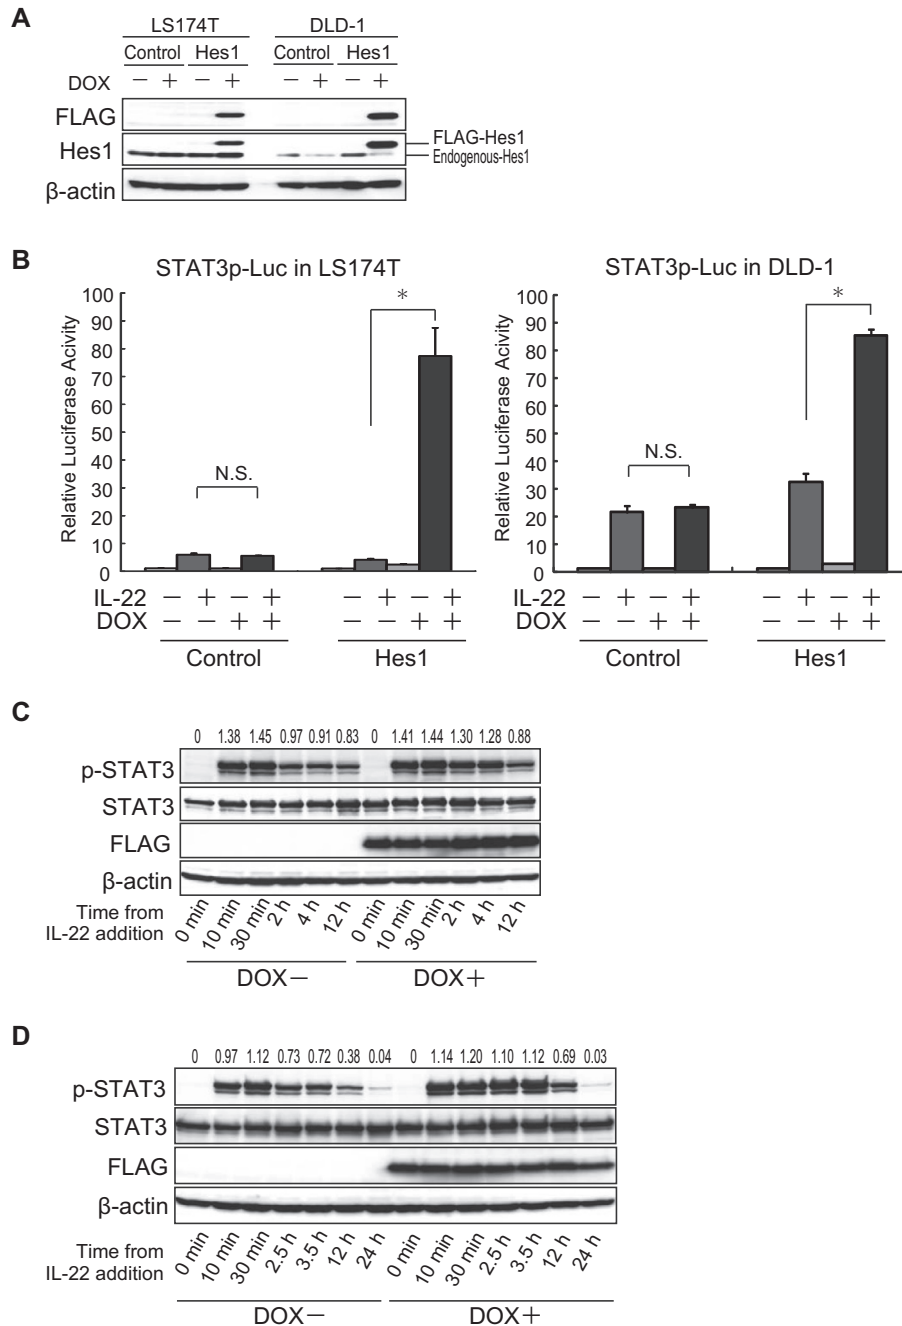 A
LS174T DLD-1
Control Hes1 Control Hes1
DOX − + − + − + − +
FLAG
Hes1 FLAG-Hes1
Endogenous-Hes1
β-actin
B
STAT3p-Luc in LS174T STAT3p-Luc in DLD-1
Relative Luciferase Acivity Relative Luciferase Acivity
100 100
90 90
80 80
70 70
60 60
50 50
40 40
30 30
20 20
10 10
0 0
N.S. * N.S. *
IL-22 − + − + − + − + IL-22 − + − + − + − +
DOX − − + + − − + + DOX − − + + − − + +
Control Hes1 Control Hes1
C
0 1.38 1.45 0.97 0.91 0.83 0 1.41 1.44 1.30 1.28 0.88
p-STAT3
STAT3
FLAG
β-actin
Time from
IL-22 addition
0 min 10 min 30 min 2 h 4 h 12 h 0 min 10 min 30 min 2 h 4 h 12 h
DOX− DOX+
D
0 0.97 1.12 0.73 0.72 0.38 0.04 0 1.14 1.20 1.10 1.12 0.69 0.03
p-STAT3
STAT3
FLAG
β-actin
Time from
IL-22 addition
0 min 10 min 30 min 2.5 h 3.5 h 12 h 24 h 0 min 10 min 30 min 2.5 h 3.5 h 12 h 24 h
DOX− DOX+